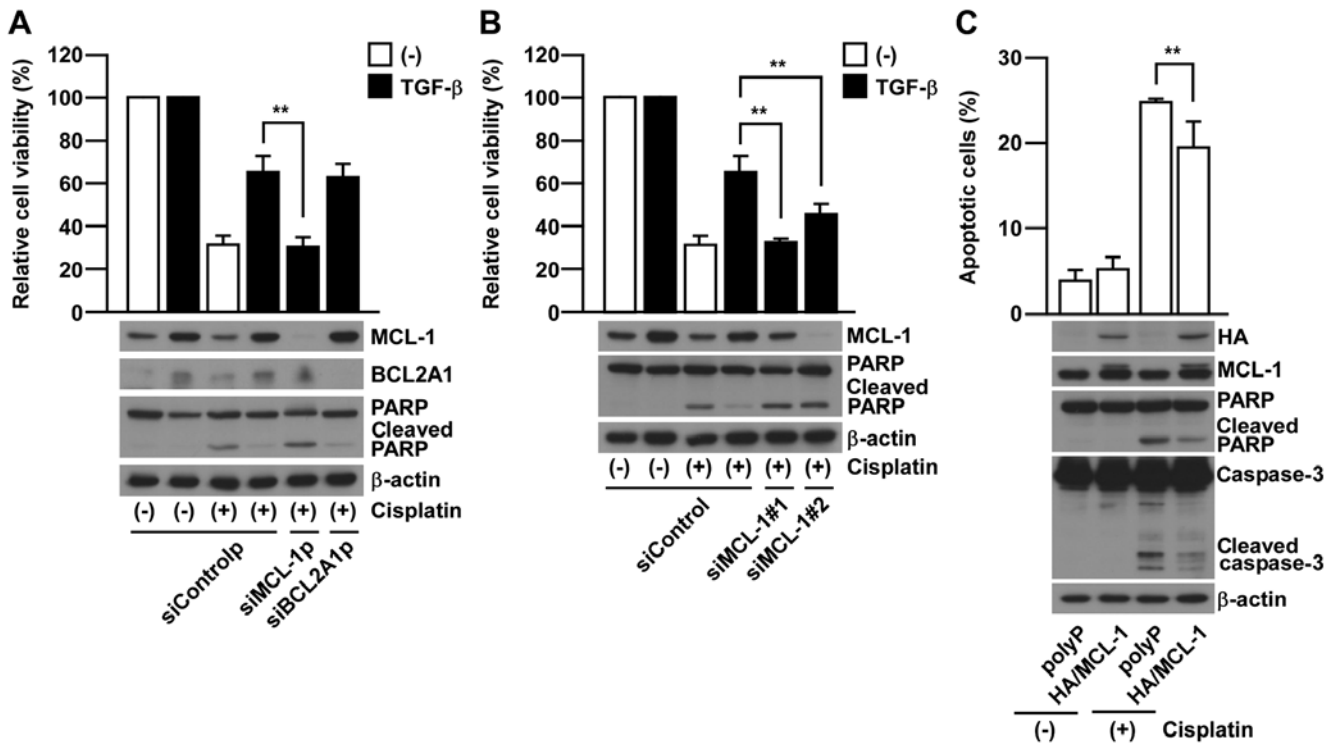 A
(-)
TGF-β
Relative cell viability (%)
120
100
80
60
40
20
0
**
MCL-1
BCL2A1
PARP
Cleaved
PARP
β-actin
(-) (-) (+) (+) (+) (+) Cisplatin
siControlp
siMCL-1p
siBCL2A1p
B
(-)
TGF-β
Relative cell viability (%)
120
100
80
60
40
20
0
**
**
MCL-1
PARP
Cleaved
PARP
β-actin
(-) (-) (+) (+) (+) (+) Cisplatin
siControl
siMCL-1#1
siMCL-1#2
C
Apoptotic cells (%)
30
20
10
0
**
HA
MCL-1
PARP
Cleaved
PARP
Caspase-3
Cleaved
caspase-3
β-actin
polyP
HA/MCL-1
polyP
HA/MCL-1
(-) (+) Cisplatin